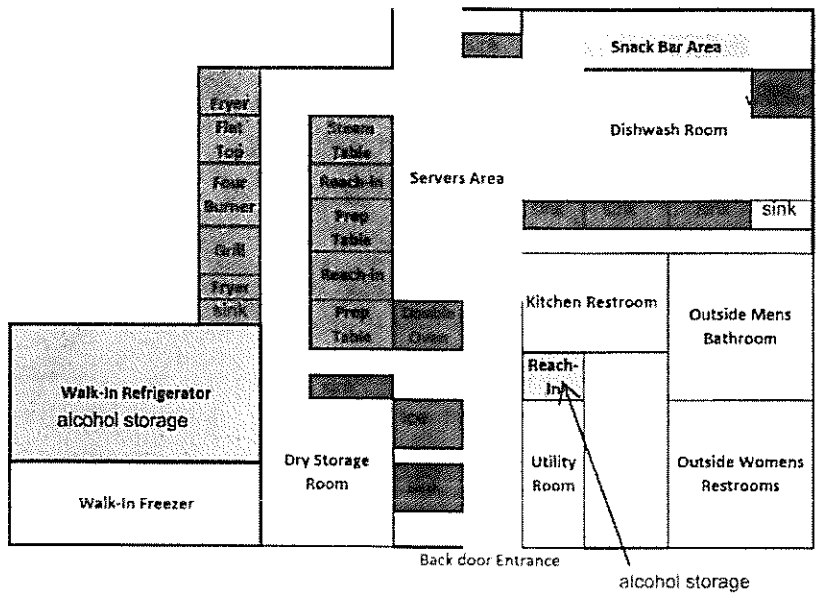 Snack Bar Area
Fryer
Flat
Top
Steam
Table
Dishwash Room
Reach-In
Servers Area
Four
Burner
Prep
Table
sink
Grill
Reach-In
Fryer
sink
Prep
Table
Double
Oven
Kitchen Restroom
Outside Mens
Bathroom
Reach-
In
Walk-In Refrigerator
alcohol storage
Dry Storage
Room
Utility
Room
Outside Womens
Restrooms
Walk-In Freezer
Back door Entrance
alcohol storage